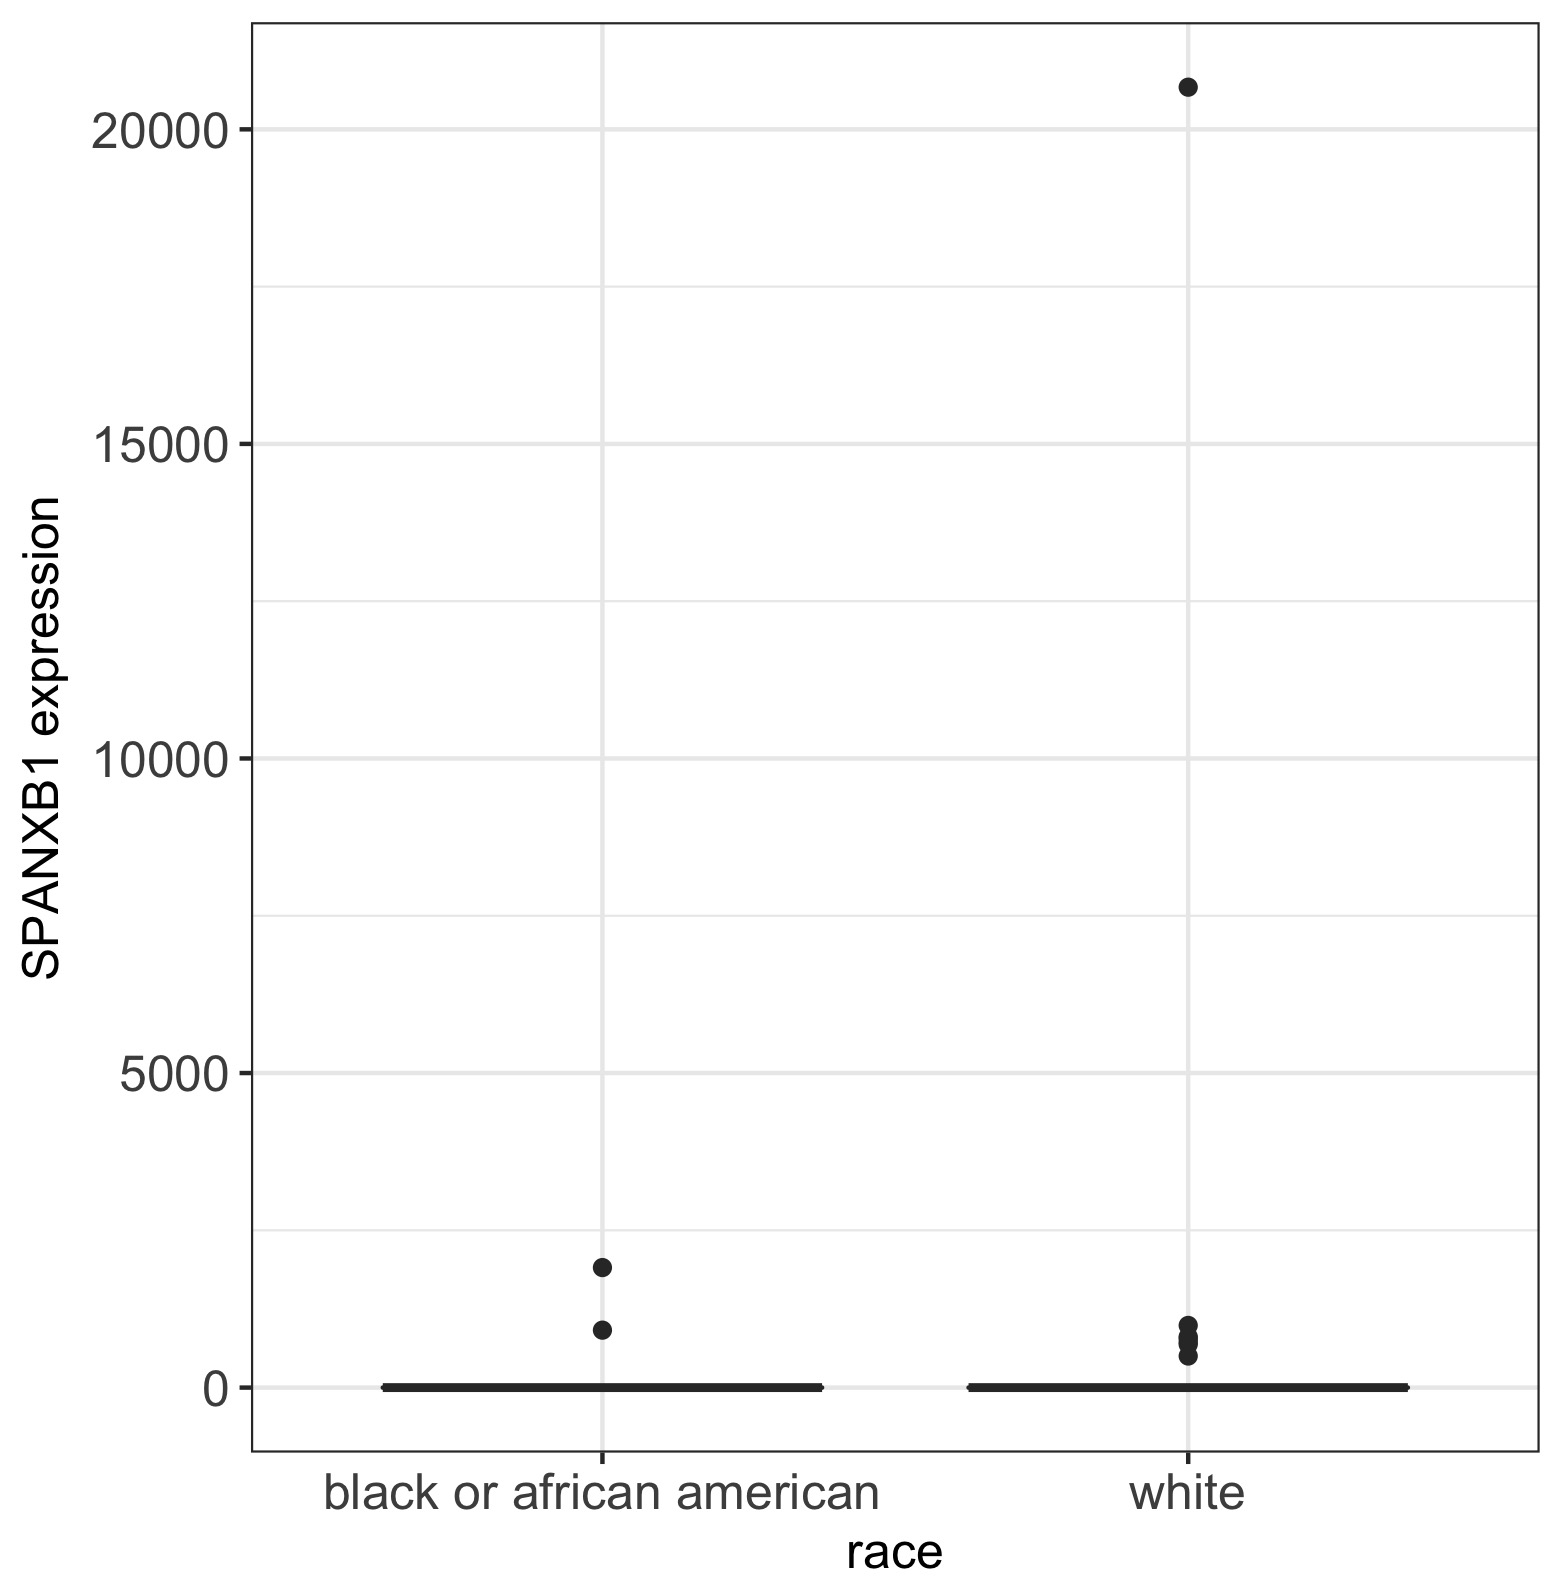 20000
15000
10000
5000
0
SPANXB1 expression
black or african american
white
race